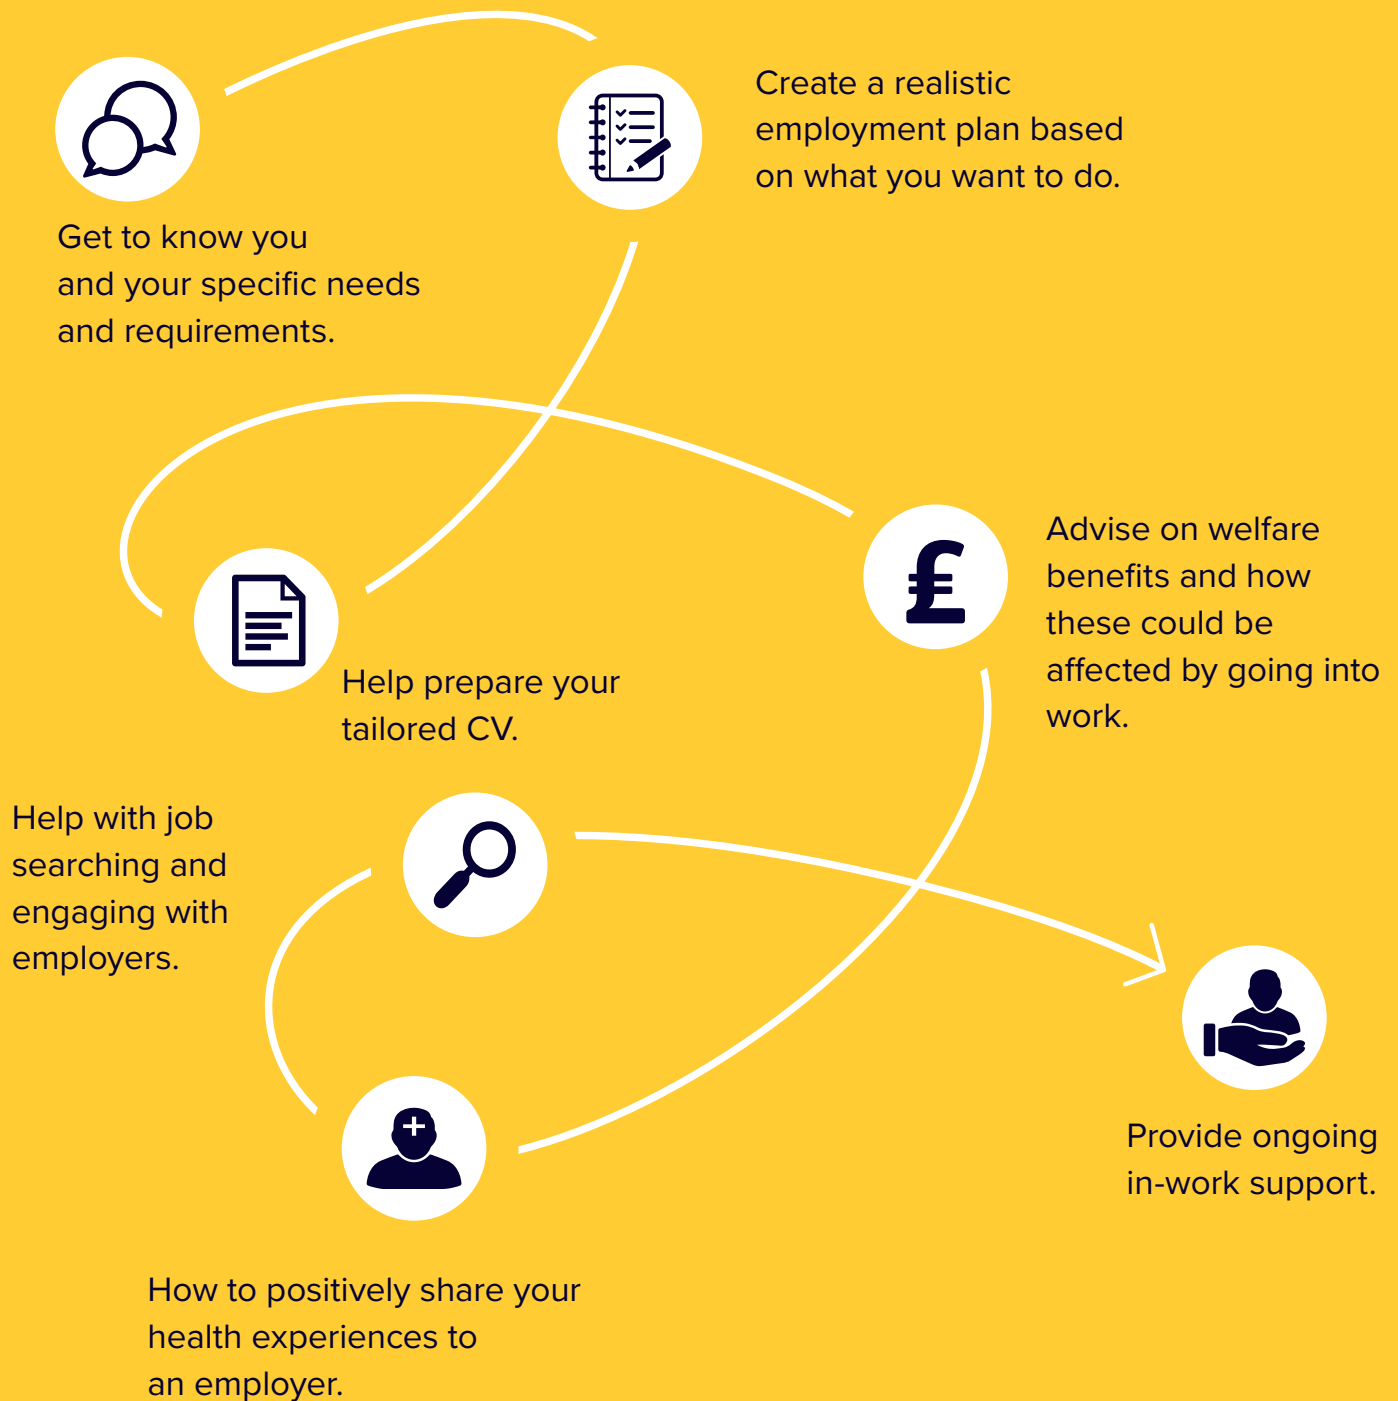 Get to know you
and your specific needs
and requirements.
Create a realistic
employment plan based
on what you want to do.
Help prepare your
tailored CV.
£
Advise on welfare
benefits and how
these could be
affected by going into
work.
How to positively share your
health experiences to
an employer.
Help with job
searching and
engaging with
employers.
Provide ongoing
in-work support.